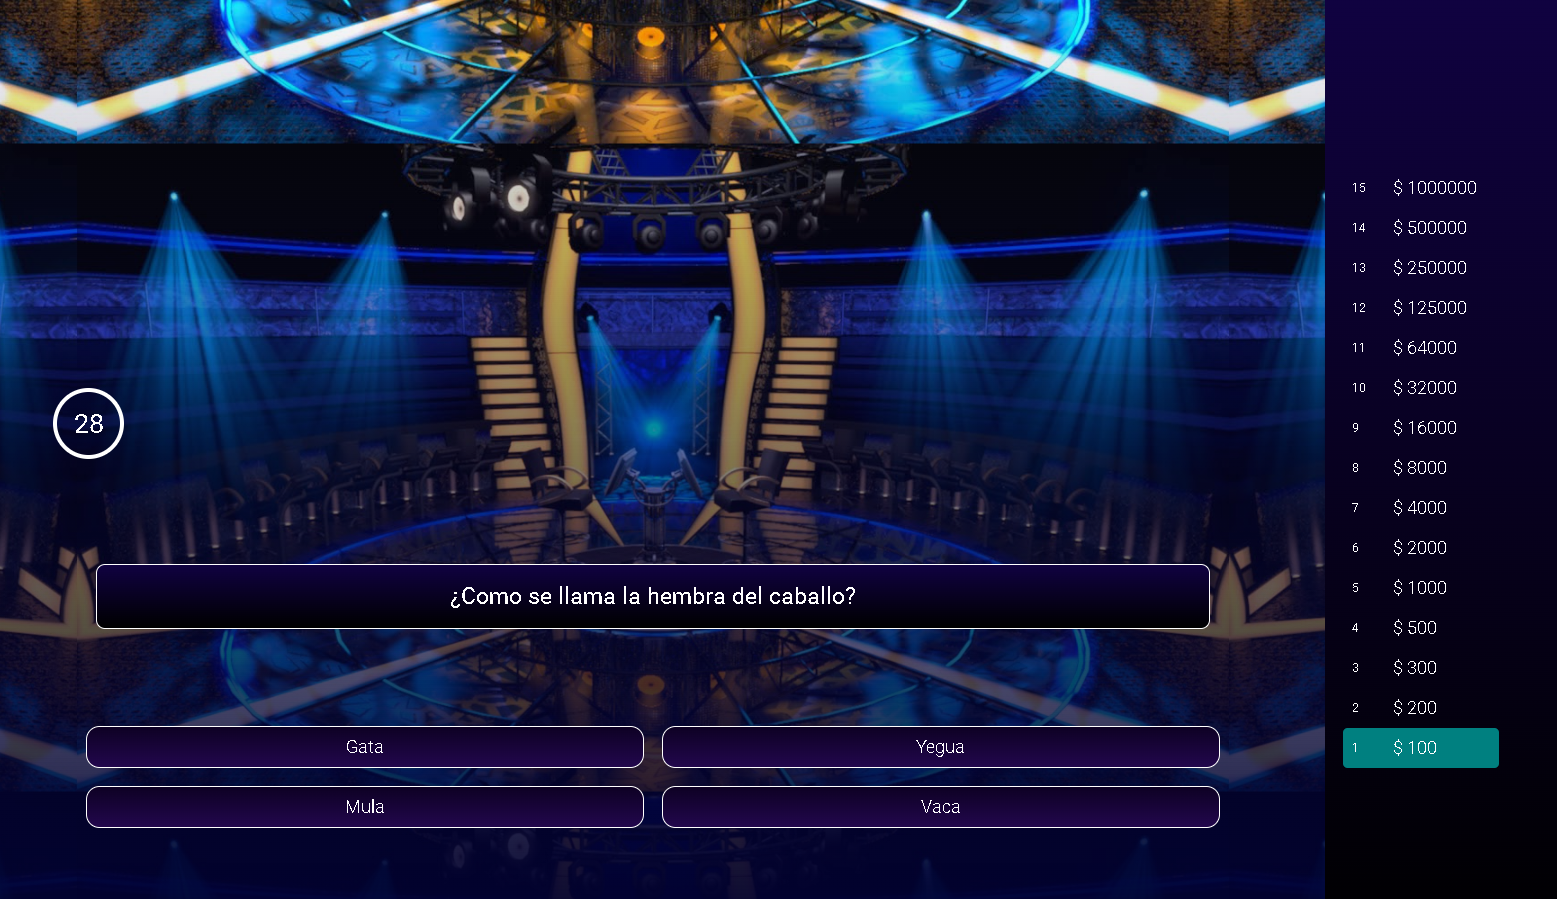 28
¿Como se llama la hembra del caballo?
Gata
Yegua
Mula
Vaca
15 $ 1000000
14 $ 500000
13 $ 250000
12 $ 125000
11 $ 64000
10 $ 32000
9 $ 16000
8 $ 8000
7 $ 4000
6 $ 2000
5 $ 1000
4 $ 500
3 $ 300
2 $ 200
1 $ 100